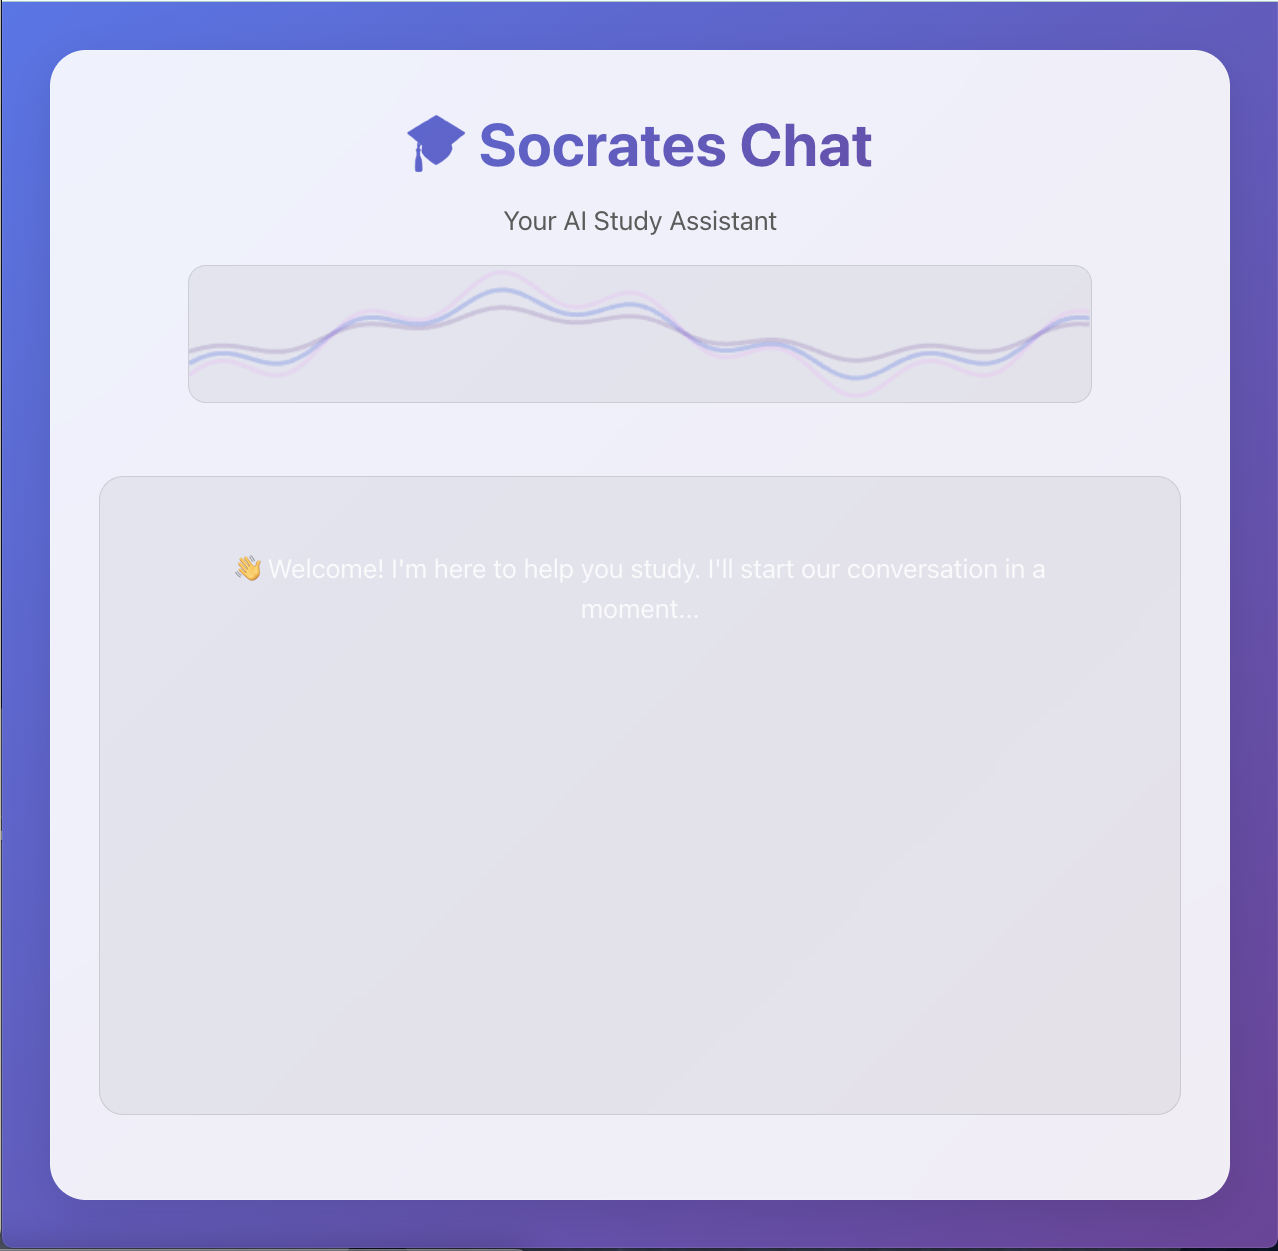 🎓 Socrates Chat
Your AI Study Assistant
👋 Welcome! I'm here to help you study. I'll start our conversation in a
moment...